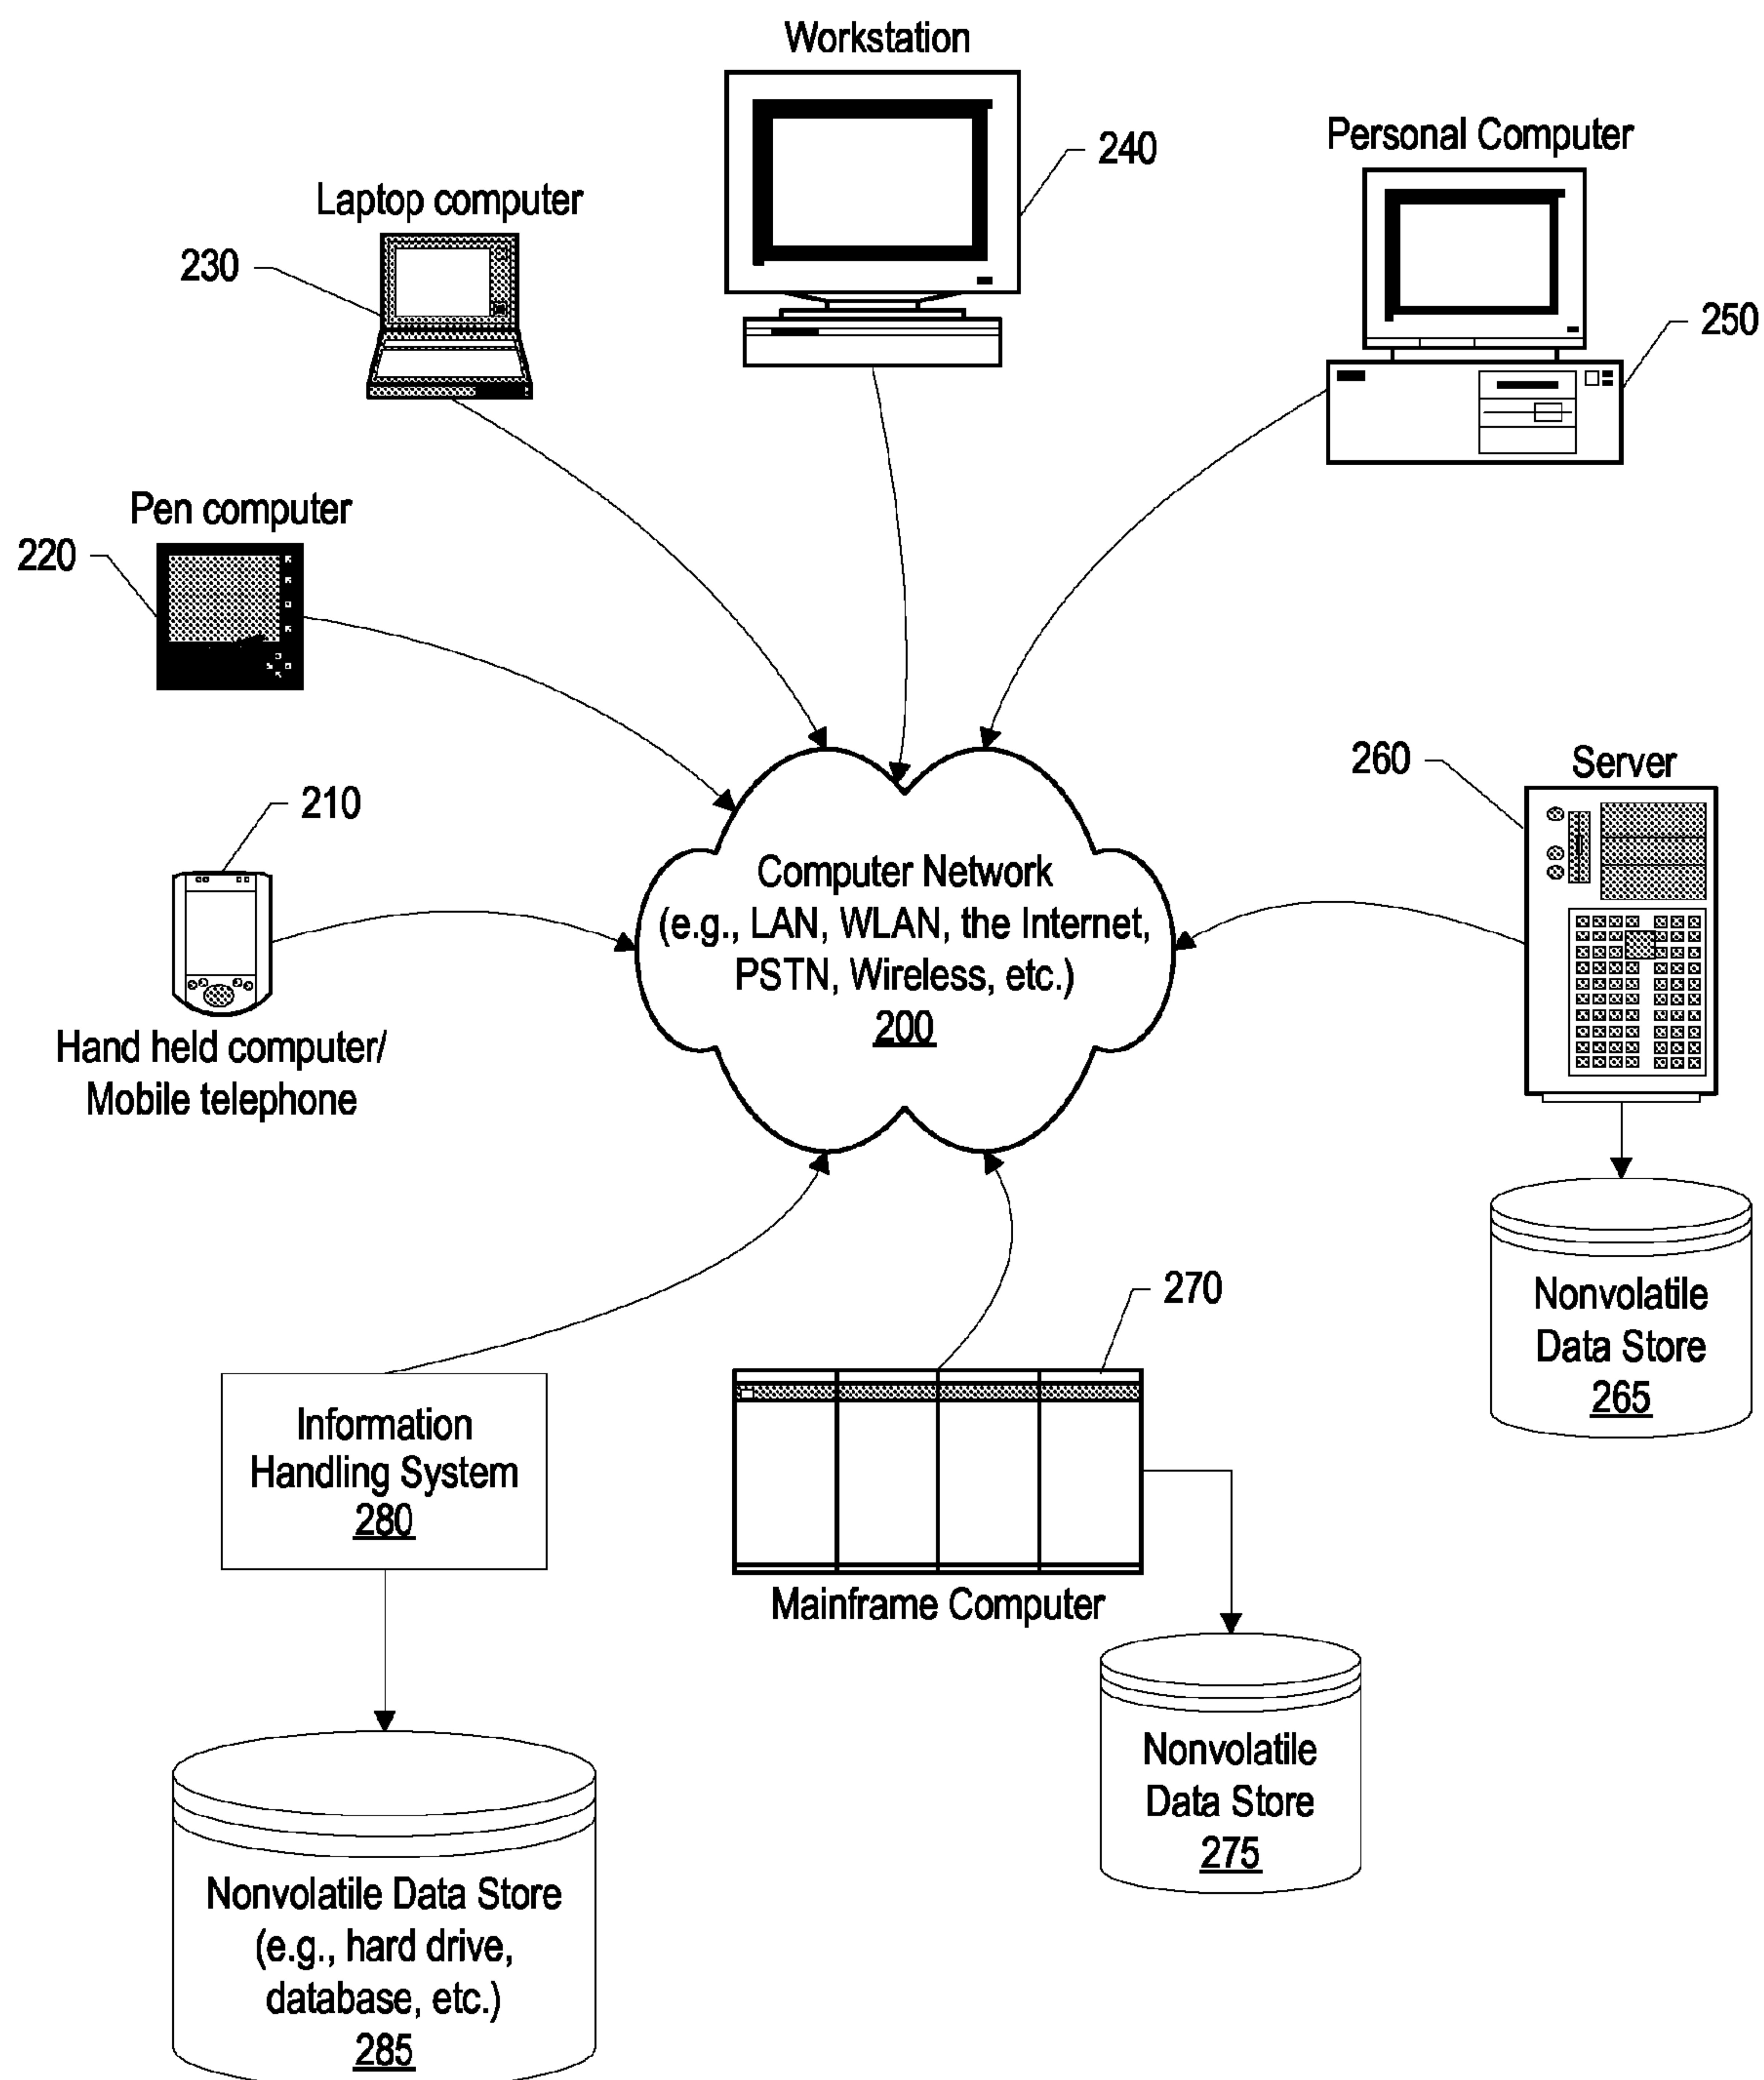 Workstation
240
Personal Computer
250
Laptop computer
230
Pen computer
220
210
Hand held computer/
Mobile telephone
Computer Network
(e.g., LAN, WLAN, the Internet,
PSTN, Wireless, etc.)
200
260
Server
Nonvolatile
Data Store
265
270
Mainframe Computer
Nonvolatile
Data Store
275
Information
Handling System
280
Nonvolatile Data Store
(e.g., hard drive,
database, etc.)
285